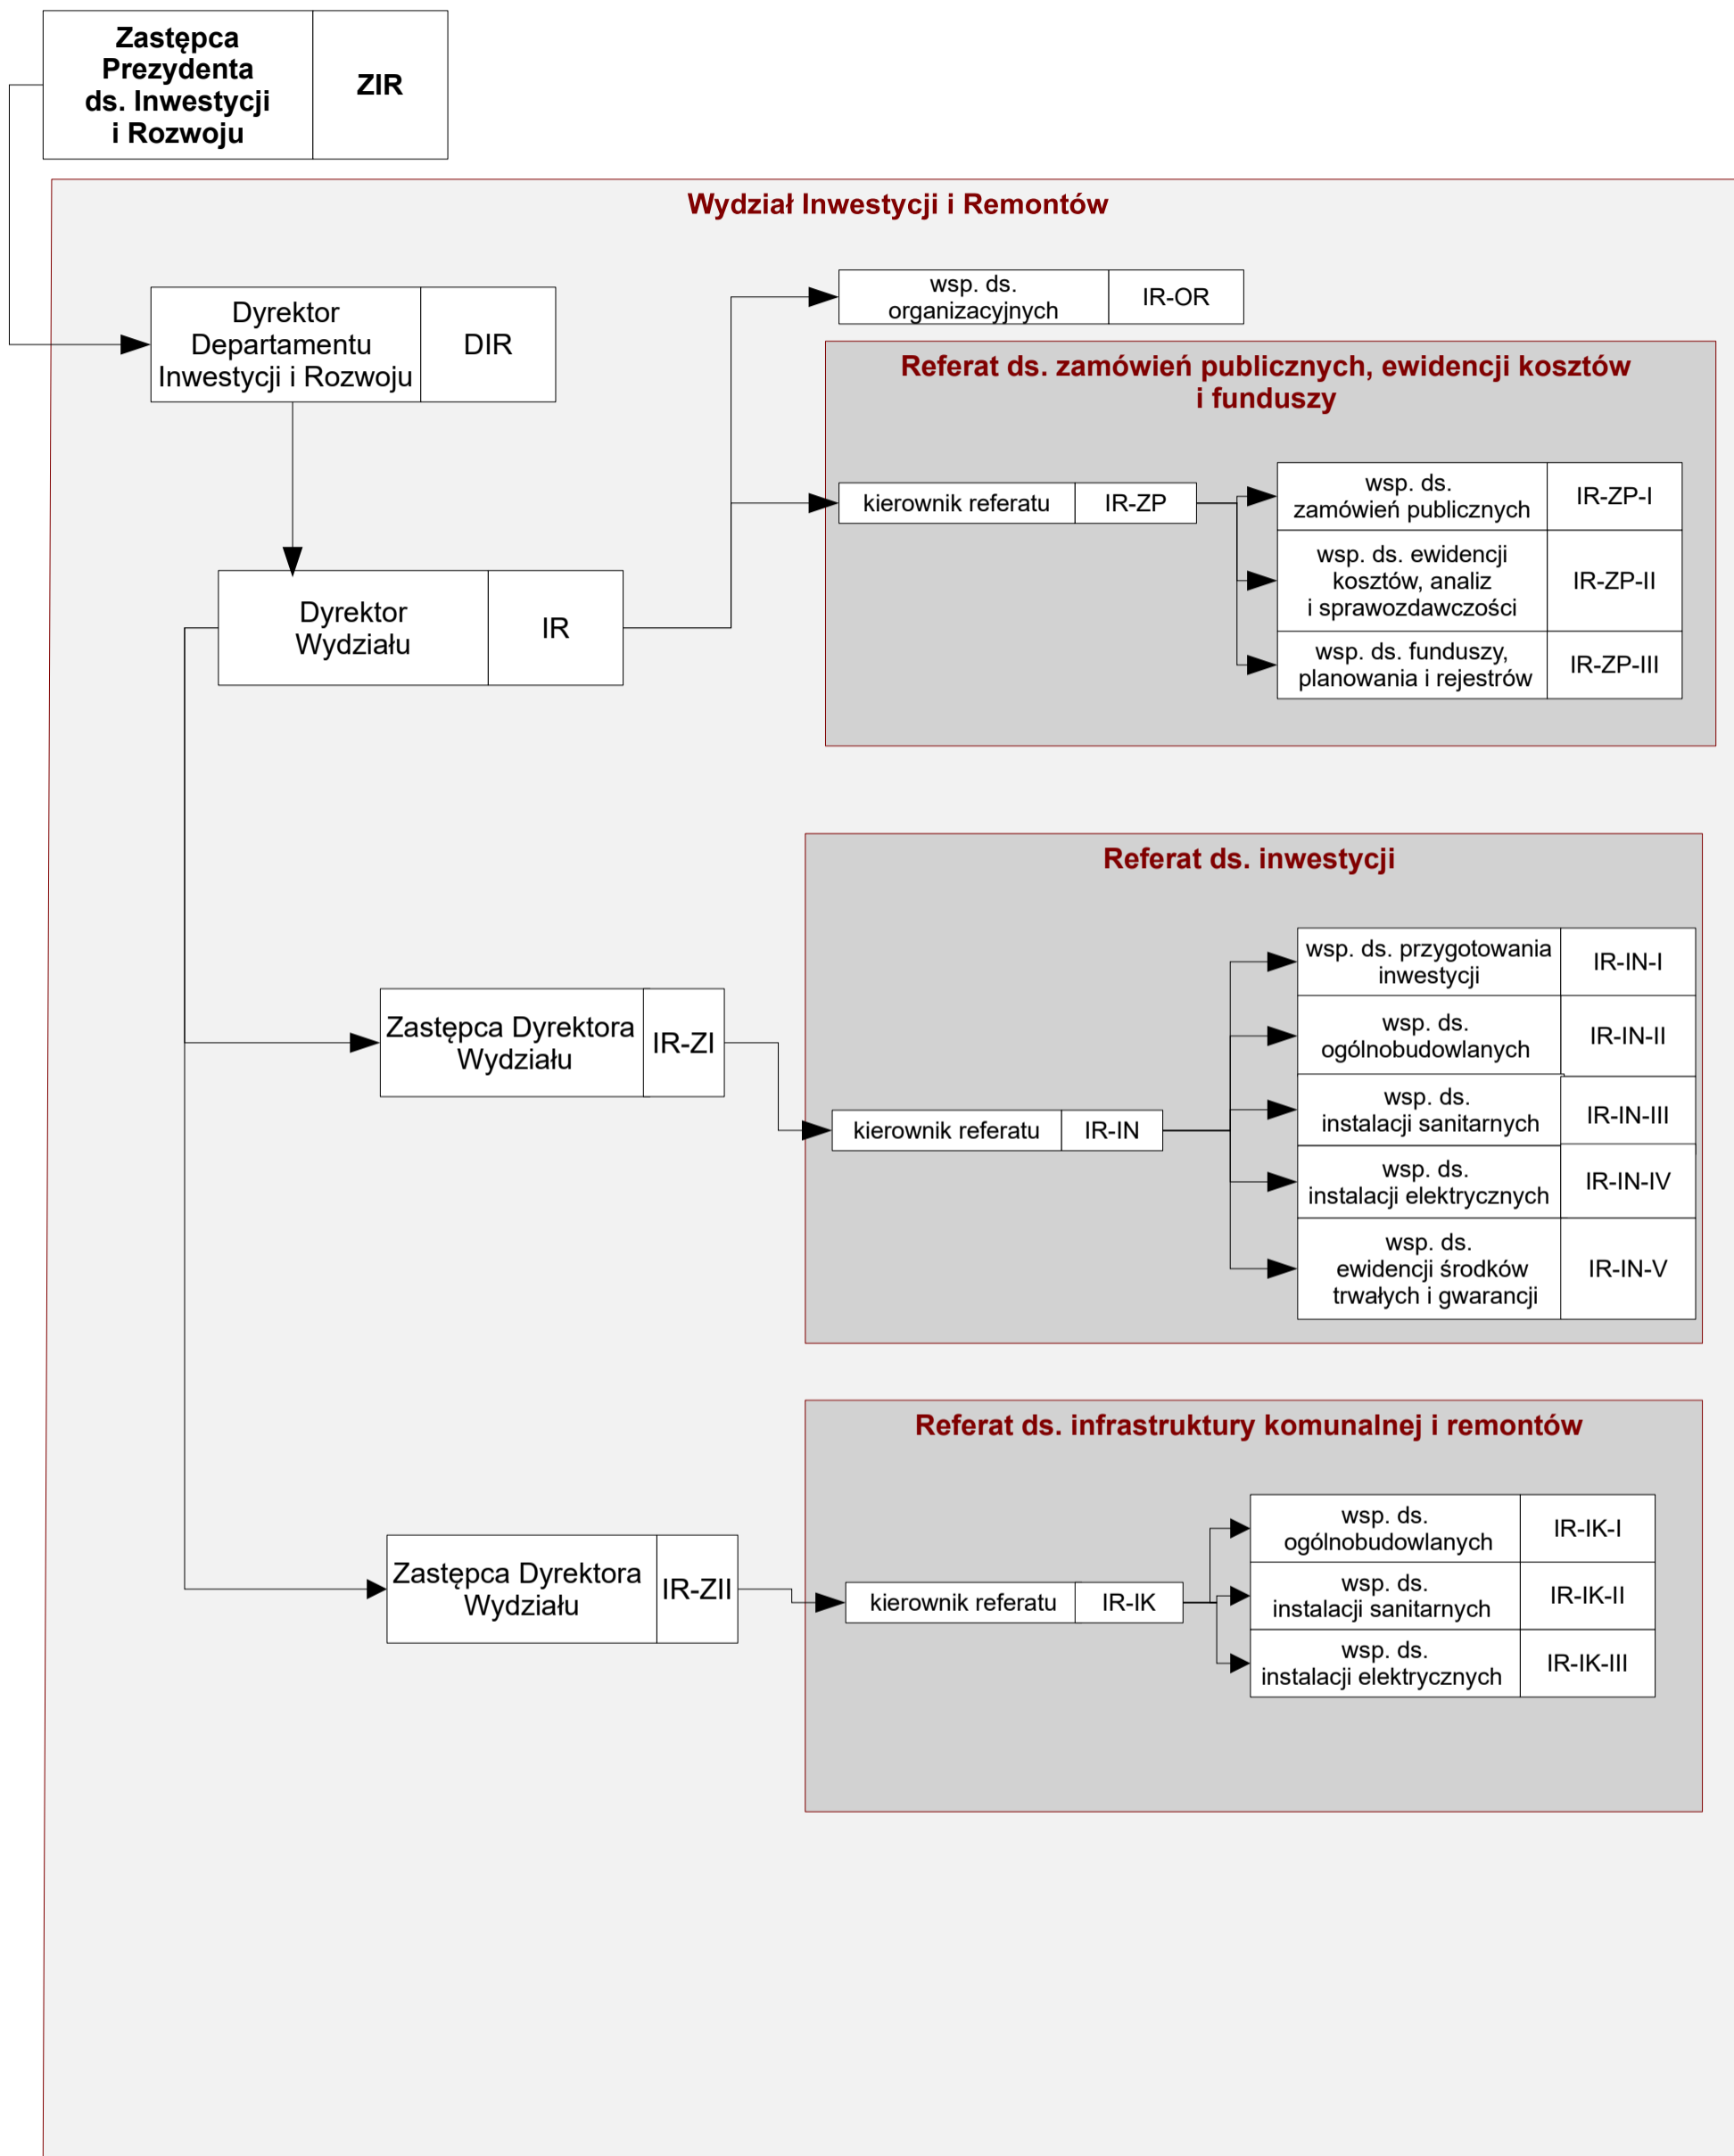 Zastępca
Prezydenta
ds. Inwestycji
i Rozwoju
ZIR
Wydział Inwestycji i Remontów
Dyrektor
Departamentu
Inwestycji i Rozwoju
DIR
wsp. ds.
organizacyjnych
IR-OR
Referat ds. zamówień publicznych, ewidencji kosztów
i funduszy
kierownik referatu
IR-ZP
wsp. ds.
zamówień publicznych
IR-ZP-I
wsp. ds. ewidencji
kosztów, analiz
i sprawozdawczości
IR-ZP-II
wsp. ds. funduszy,
planowania i rejestrów
IR-ZP-III
Dyrektor
Wydziału
IR
Referat ds. inwestycji
Zastępca Dyrektora
Wydziału
IR-ZI
kierownik referatu
IR-IN
wsp. ds. przygotowania
inwestycji
IR-IN-I
wsp. ds.
ogólnobudowlanych
IR-IN-II
wsp. ds.
instalacji sanitarnych
IR-IN-III
wsp. ds.
instalacji elektrycznych
IR-IN-IV
wsp. ds.
ewidencji środków
trwałych i gwarancji
IR-IN-V
Referat ds. infrastruktury komunalnej i remontów
Zastępca Dyrektora
Wydziału
IR-ZII
kierownik referatu
IR-IK
wsp. ds.
ogólnobudowlanych
IR-IK-I
wsp. ds.
instalacji sanitarnych
IR-IK-II
wsp. ds.
instalacji elektrycznych
IR-IK-III